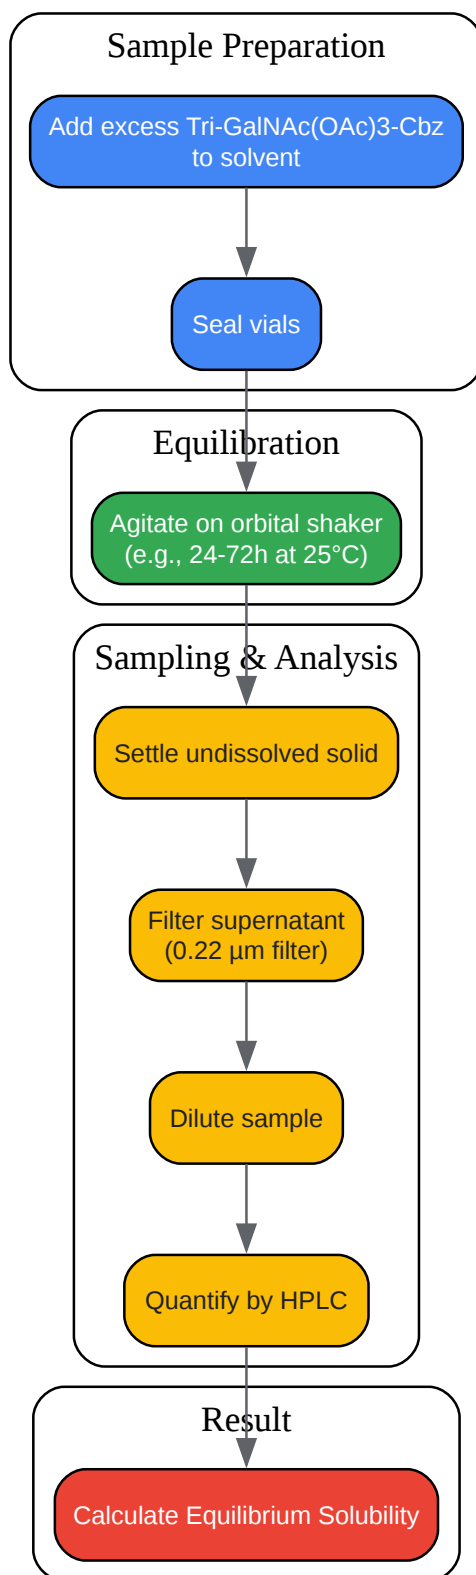 Sample Preparation
Add excess Tri-GalNAc(OAc)3-Cbz
to solvent
Seal vials
Equilibration
Agitate on orbital shaker
(e.g., 24-72h at 25°C)
Sampling & Analysis
Settle undissolved solid
Filter supernatant
(0.22 µm filter)
Dilute sample
Quantify by HPLC
Result
Calculate Equilibrium Solubility